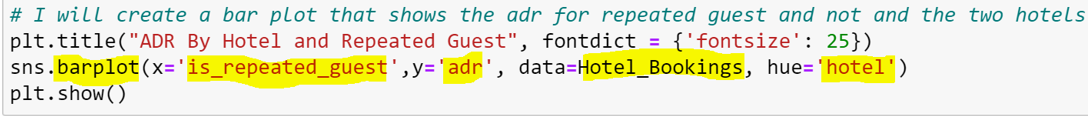 # I will create a bar plot that shows the adr for repeated guest and not and the two hotels
plt.title("ADR By Hotel and Repeated Guest", fontdict = {'fontsize': 25})
sns.barplot(x='is_repeated_guest',y='adr', data=Hotel_Bookings, hue='hotel')
plt.show()